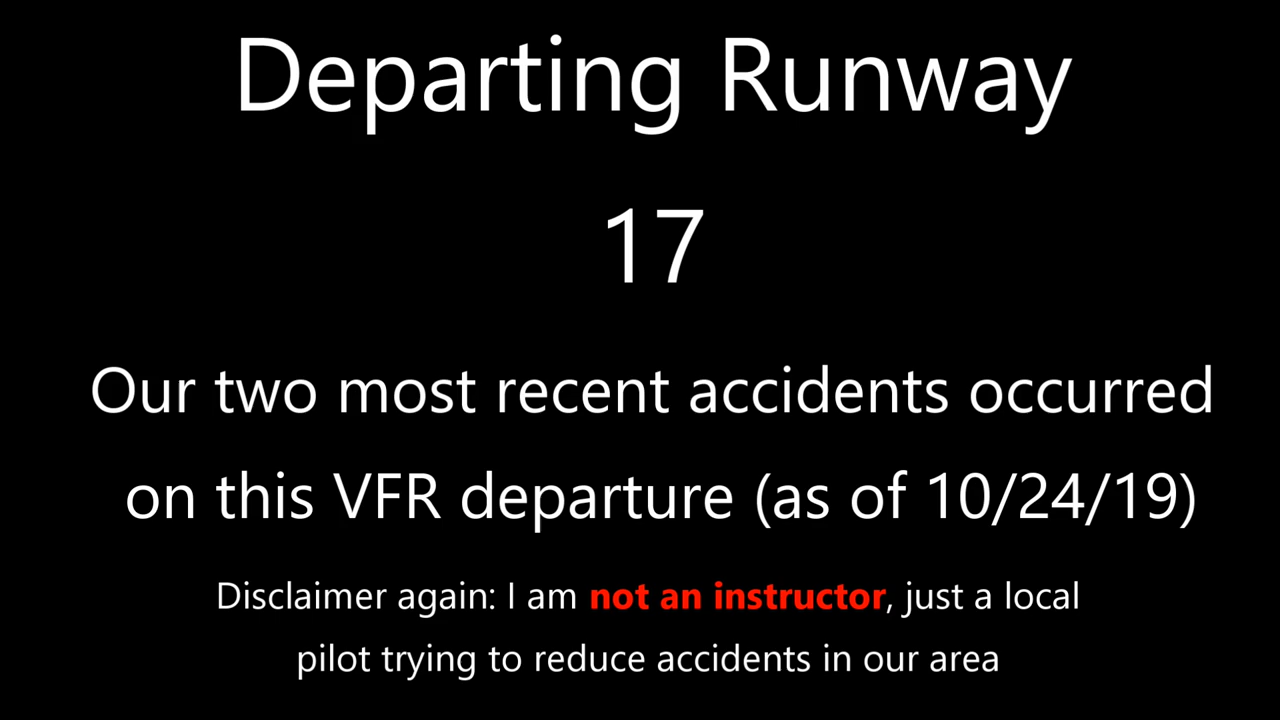 Departing Runway
17
Our two most recent accidents occurred
on this VFR departure (as of 10/24/19)
Disclaimer again: I am not an instructor, just a local
pilot trying to reduce accidents in our area